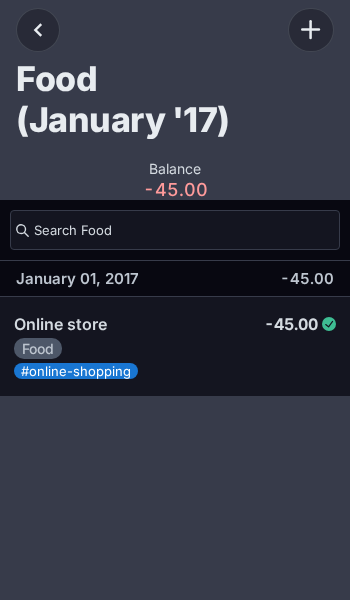 Food
(January '17)
Balance
-45.00
Search Food
January 01, 2017 -45.00
Online store -45.00
Food
#online-shopping